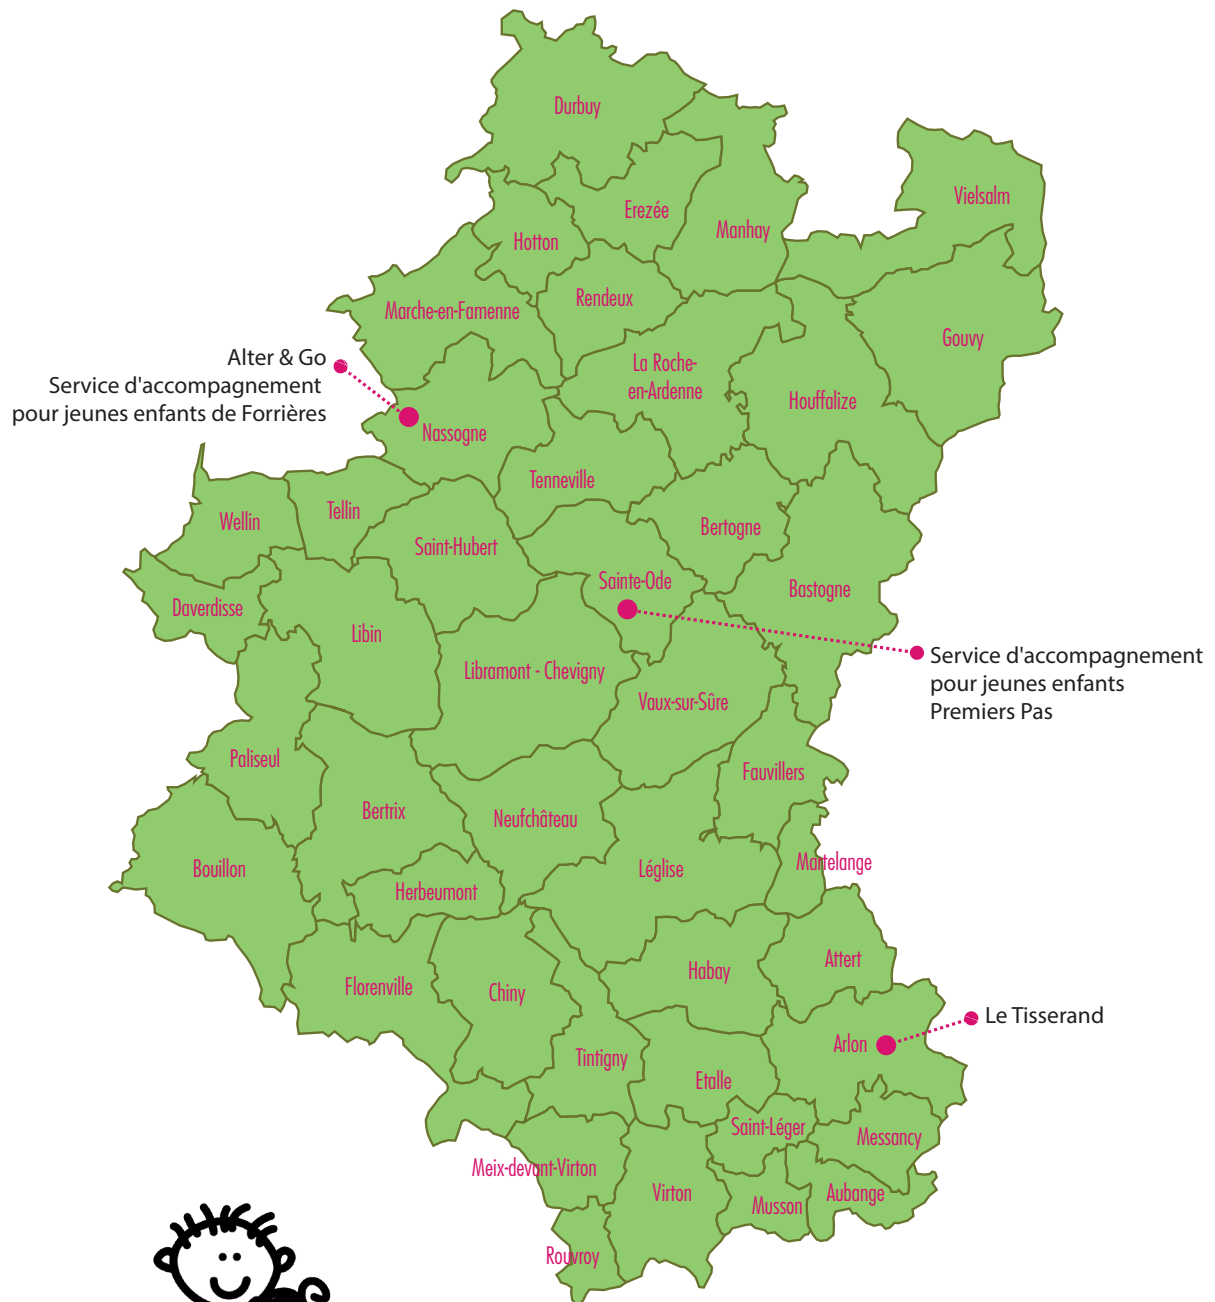 Durbuy
Vielsalm
Erezée
Manhay
Hotton
Rendeux
Marche-en-Famenne
Gouvy
Alter & Go
Service d'accompagnement
pour jeunes enfants de Forrières
La Roche-
en-Ardenne
Houffalize
Nassogne
Tenneville
Tellin
Wellin
Bertogne
Saint-Hubert
Sainte-Ode
Bastogne
Daverdisse
Libin
Service d'accompagnement
pour jeunes enfants
Premiers Pas
Libramont - Chevigny
Vaux-sur-Sûre
Paliseul
Fauvillers
Bertrix
Neufchâteau
Bouillon
Léglise
Martelange
Herbeumont
Attert
Habay
Florenville
Chiny
Le Tisserand
Arlon
Tintigny
Etalle
Saint-Léger
Messancy
Meix-devant-Virton
Virton
Musson
Aubange
Rouvroy